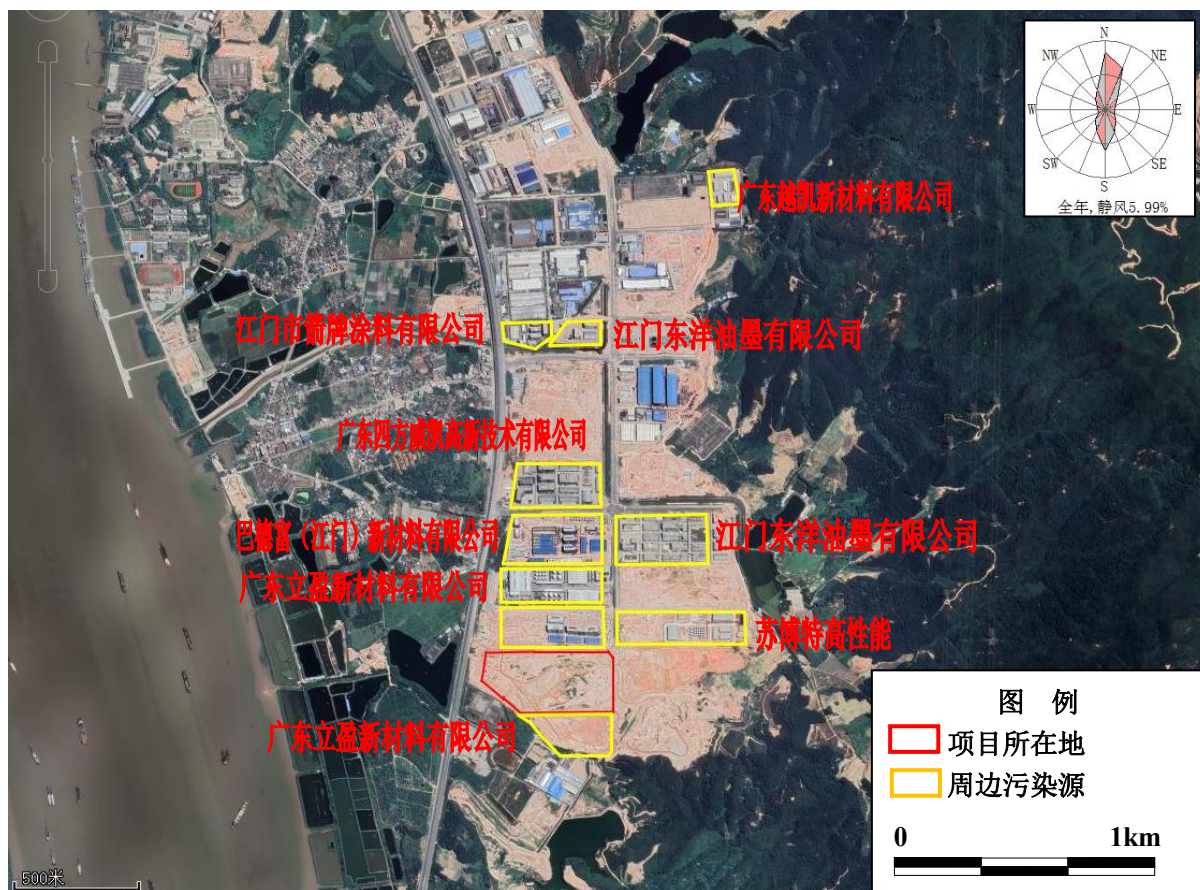 N
NW
NE
W
E
SW
SE
S
全年,静风5.99%
广东越凯新材料有限公司
江门市箭牌涂料有限公司
江门东洋油墨有限公司
广东四方威凯高新技术有限公司
巴德富（江门）新材料有限公司
江门东洋油墨有限公司
广东立盈新材料有限公司
苏博特高性能
广东立盈新材料有限公司
图 例
项目所在地
周边污染源
0 1km
500米